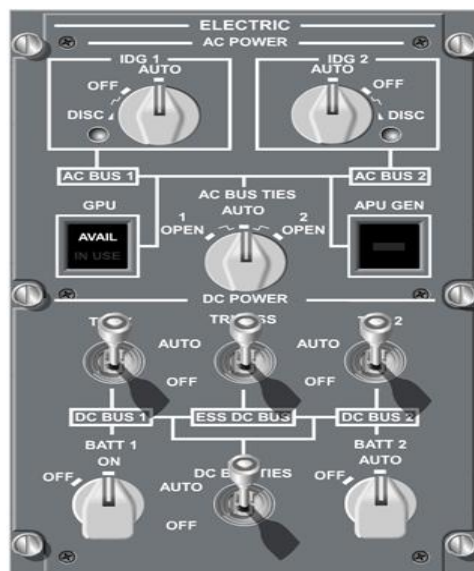 ELECTRIC
AC POWER
IDG 1
IDG 2
AUTO
AUTO
OFF
OFF
DISC
DISC
AC BUS 1
AC BUS 2
AC BUS TIES
GPU
AUTO
APU GEN
1
2
OPEN
OPEN
AVAIL
IN USE
DC POWER
AUTO
AUTO
OFF
OFF
DC BUS 1
ESS DC BUS
DC BUS 2
BATT 1
BATT 2
ON
AUTO
OFF
OFF
DC
TIES
AUTO
OFF